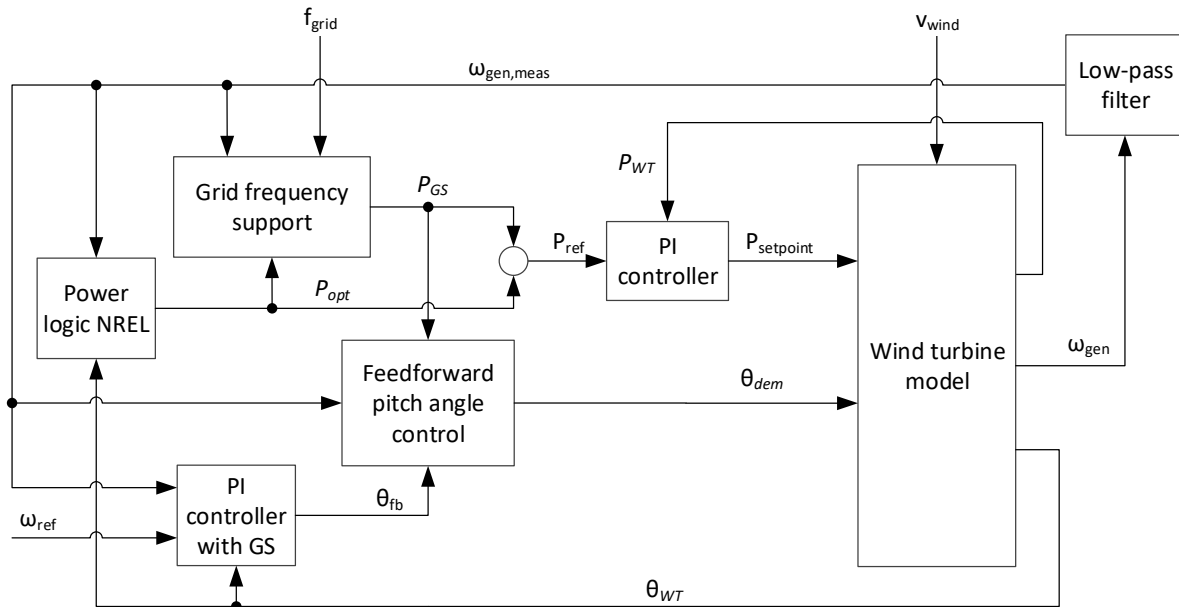 f_grid
v_wind
ω_gen,meas
Low-pass
filter
P_WT
Grid frequency
support
P_GS
P_ref
PI
controller
P_setpoint
Power
logic NREL
P_opt
Wind turbine
model
ω_gen
Feedforward
pitch angle
control
θ_dem
PI
controller
with GS
θ_fb
ω_ref
θ_WT